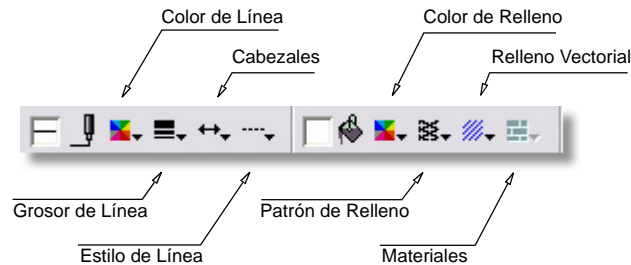 Color de Línea
Color de Relleno
Cabezales
Relleno Vectorial
Grosor de Línea
Patrón de Relleno
Estilo de Línea
Materiales